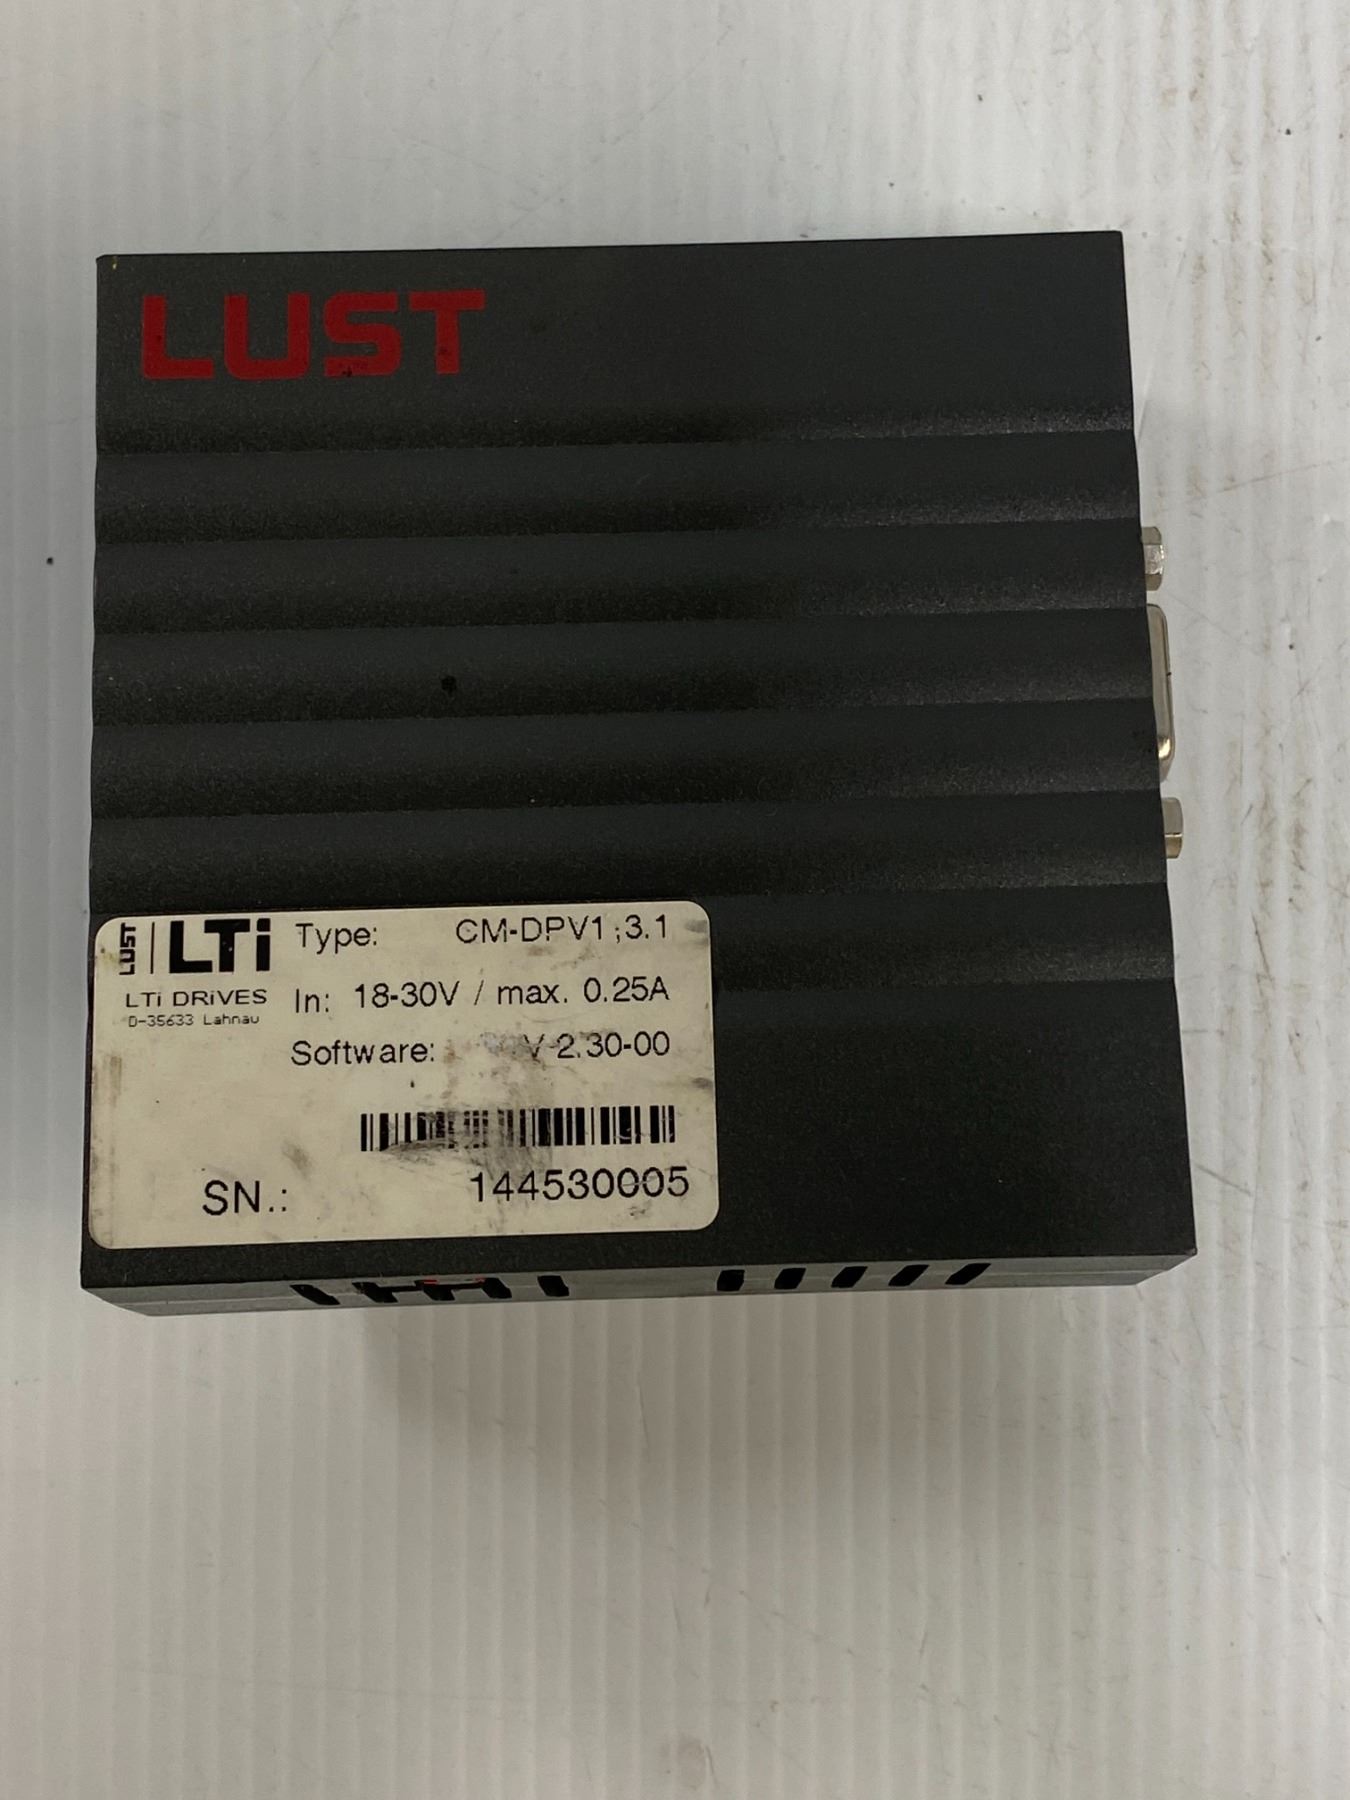 LUST
LUST LTi Type: CM-DPV1;3.1
LTi DRiVES In: 18-30V / max. 0.25A
D-35633 Lahnau
Software: V-2.30-00
SN.: 144530005